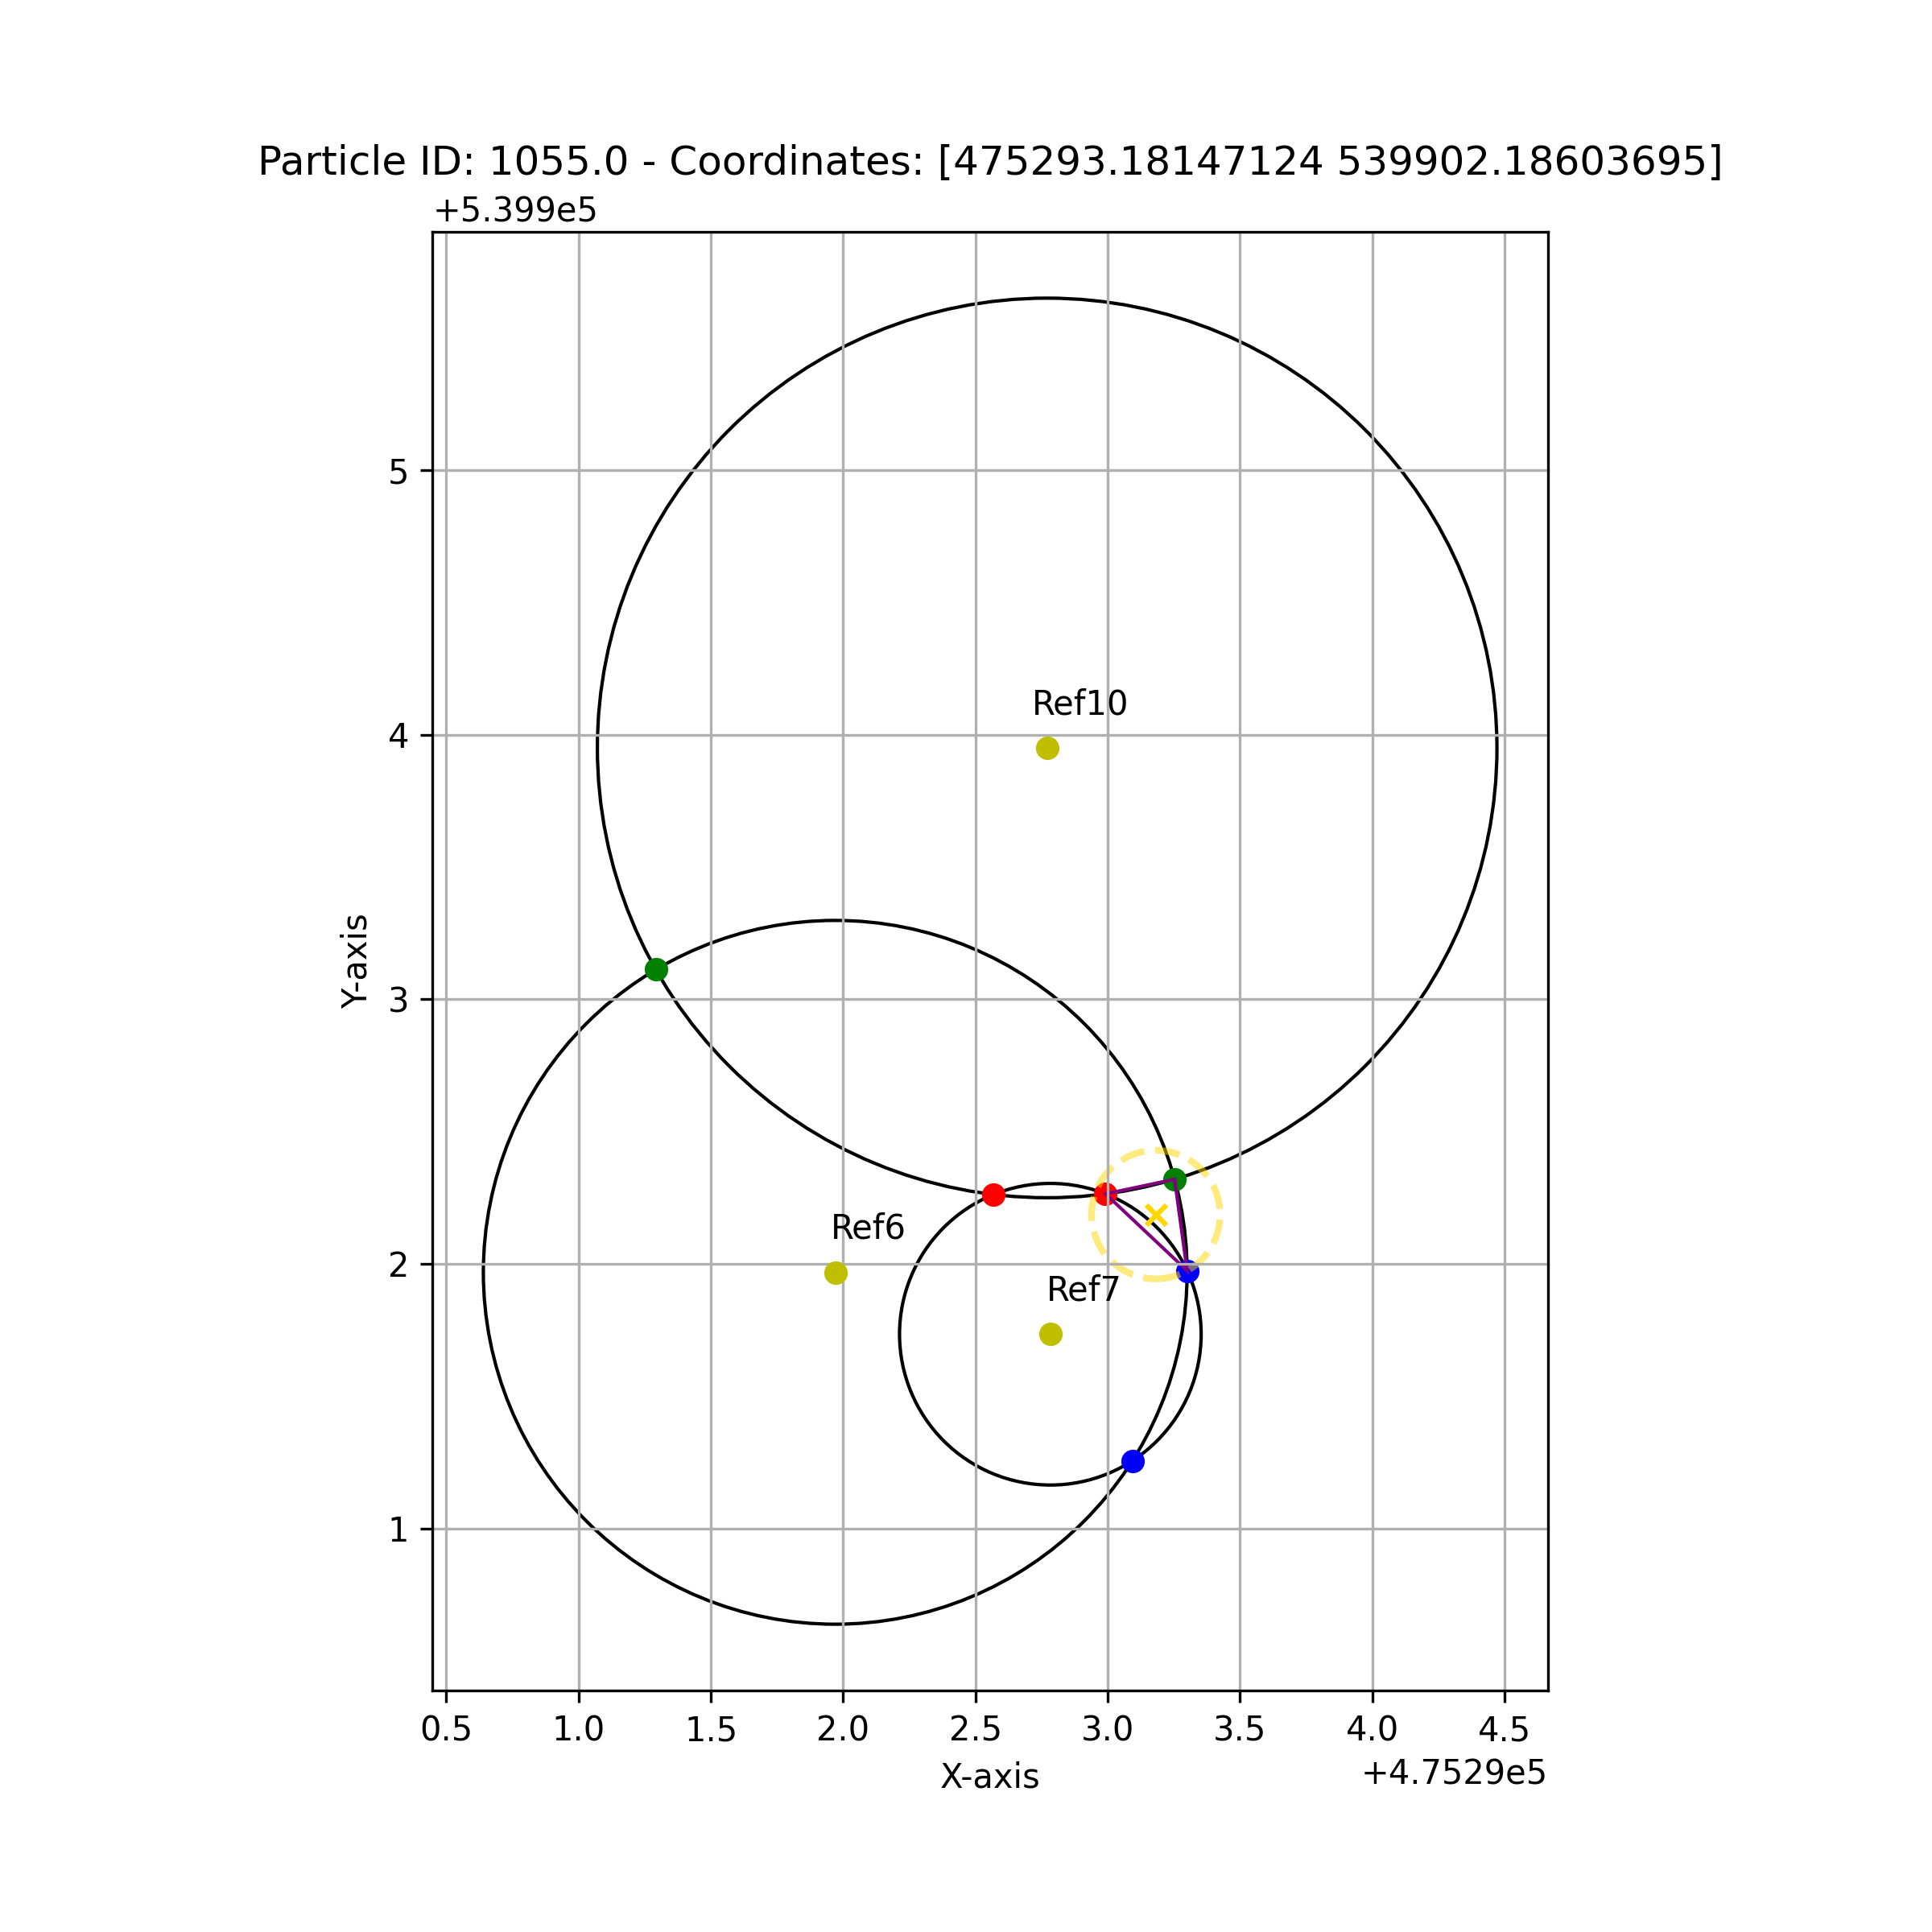 Particle ID: 1055.0 - Coordinates: [475293.18147124 539902.18603695]
+5.399e5
5
Ref10
4
Y-axis
3
Ref6
2
Ref7
1
0.5 1.0 1.5 2.0 2.5 3.0 3.5 4.0 4.5
X-axis +4.7529e5